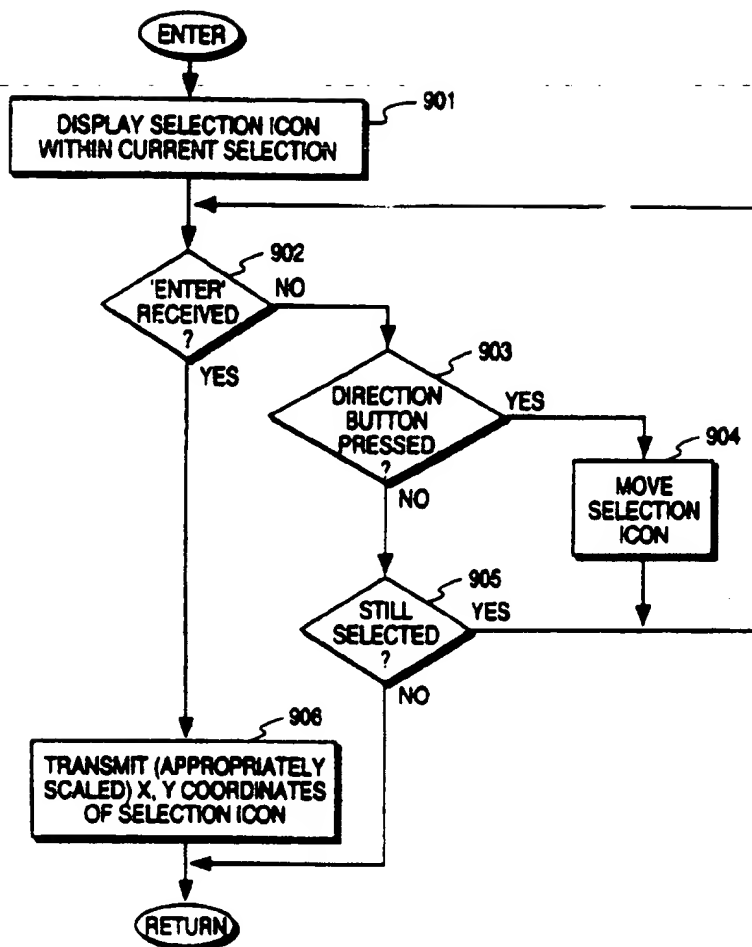 ENTER
901
DISPLAY SELECTION ICON
WITHIN CURRENT SELECTION
902
'ENTER'
RECEIVED
?
NO
YES
903
DIRECTION
BUTTON
PRESSED
?
YES
NO
904
MOVE
SELECTION
ICON
905
STILL
SELECTED
?
YES
NO
906
TRANSMIT (APPROPRIATELY
SCALED) X, Y COORDINATES
OF SELECTION ICON
RETURN